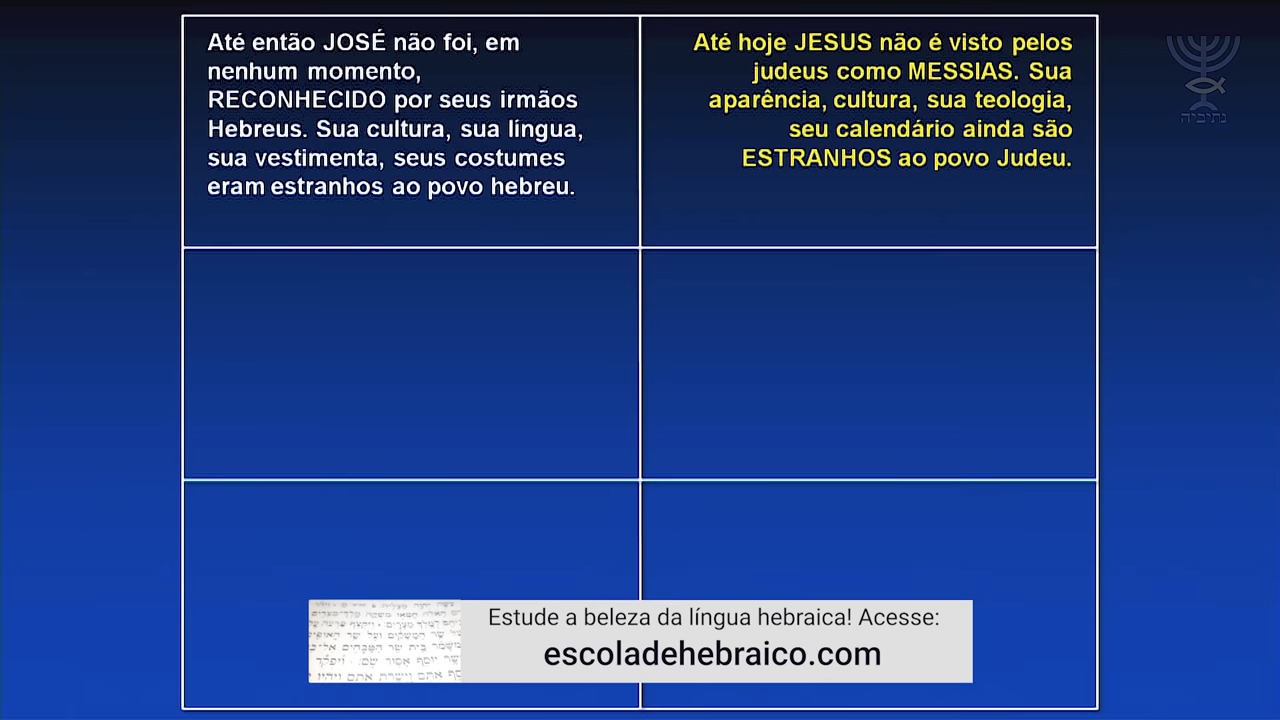 Até então JOSÉ não foi, em
nenhum momento,
RECONHECIDO por seus irmãos
Hebreus. Sua cultura, sua língua,
sua vestimenta, seus costumes
eram estranhos ao povo hebreu.
Até hoje JESUS não é visto pelos
judeus como MESSIAS. Sua
aparência, cultura, sua teologia,
seu calendário ainda são
ESTRANHOS ao povo Judeu.
נתיביה
Estude a beleza da língua hebraica! Acesse:
escoladehebraico.com